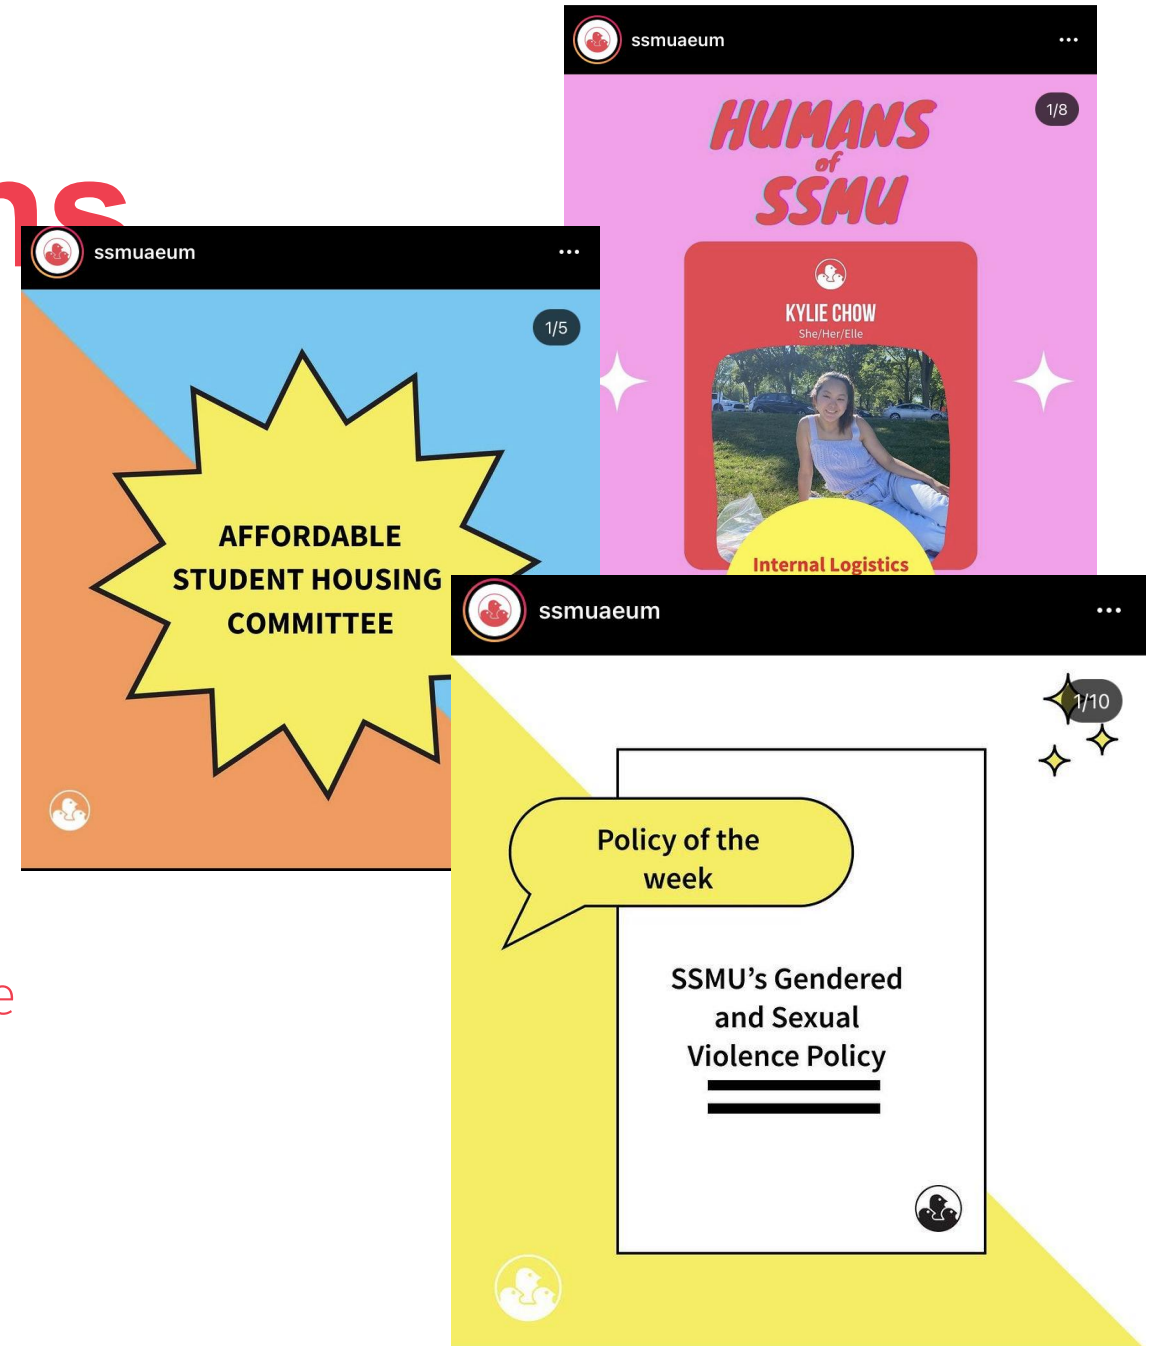 ns
ssmuaeum
1/8
HUMANS
of
SSMU
KYLIE CHOW
She/Her/Elle
Internal Logistics
ssmuaeum
1/5
AFFORDABLE
STUDENT HOUSING
COMMITTEE
ssmuaeum
1/10
Policy of the
week
SSMU's Gendered
and Sexual
Violence Policy
e